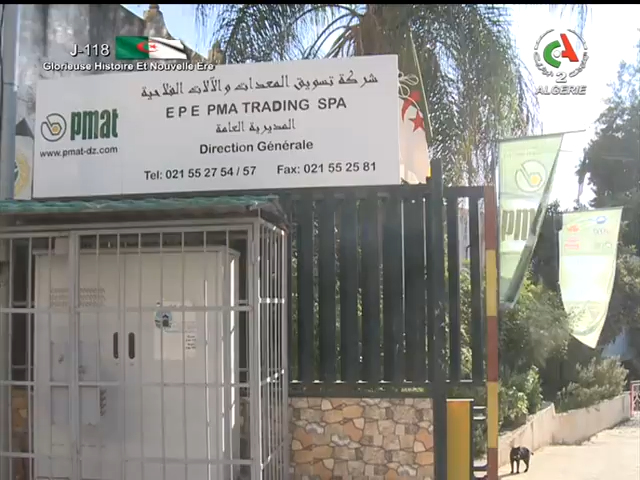 J-118
Glorieuse Histoire Et Nouvelle Ere
2
ALGERIE
شركة تسويق المعدات والآلات الفلاحية
EPE PMA TRADING SPA
المديرية العامة
Direction Générale
pmat
www.pmat-dz.com
Tel: 021 55 27 54 / 57 Fax: 021 55 25 81
pmat